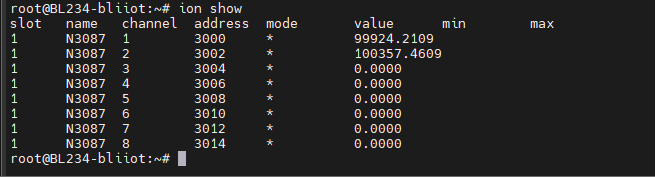 root@BL234-bliiot:~# ion show
slot name channel address mode value min max
1 N3087 1 3000 * 99924.2109
1 N3087 2 3002 * 100357.4609
1 N3087 3 3004 * 0.0000
1 N3087 4 3006 * 0.0000
1 N3087 5 3008 * 0.0000
1 N3087 6 3010 * 0.0000
1 N3087 7 3012 * 0.0000
1 N3087 8 3014 * 0.0000
root@BL234-bliiot:~#